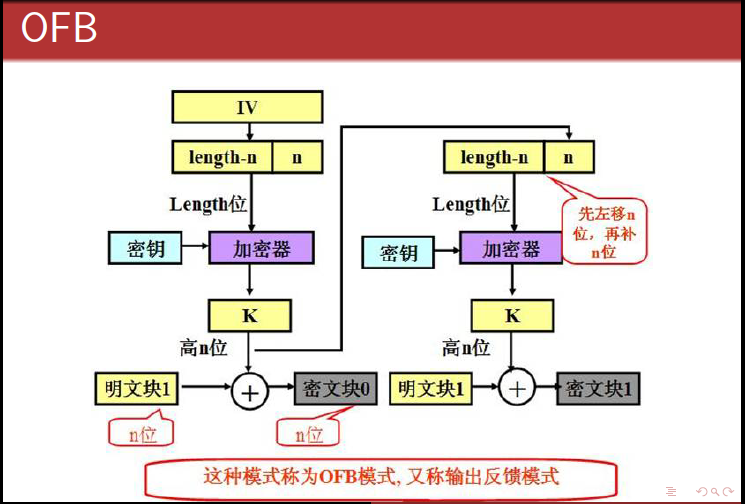 OFB
IV
length-n n
length-n n
Length位
Length位
先左移n
位，再补
n位
密钥
加密器
密钥
加密器
K
K
高n位
高n位
明文块1
+
密文块0
明文块1
+
密文块1
n位
n位
这种模式称为OFB模式, 又称输出反馈模式